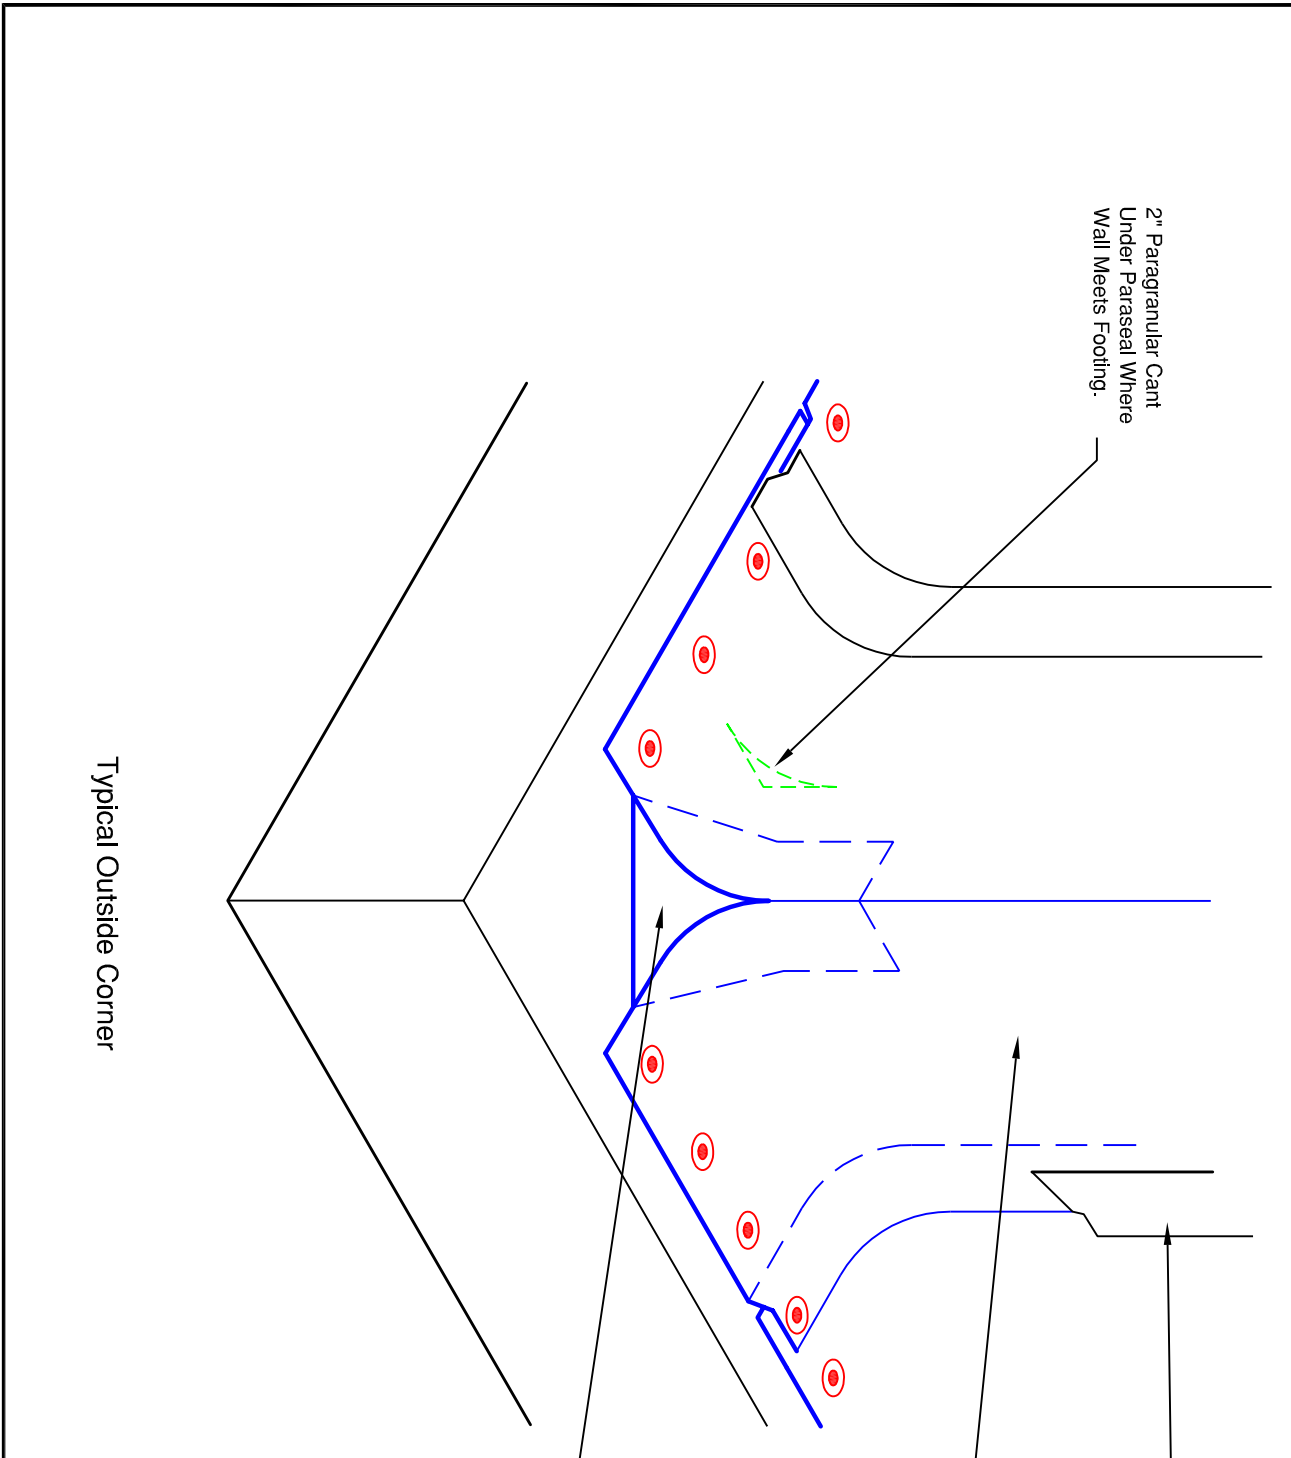 2" Paragranular Cant
Under Paraseal Where
Wall Meets Footing.
Typical Outside Corner